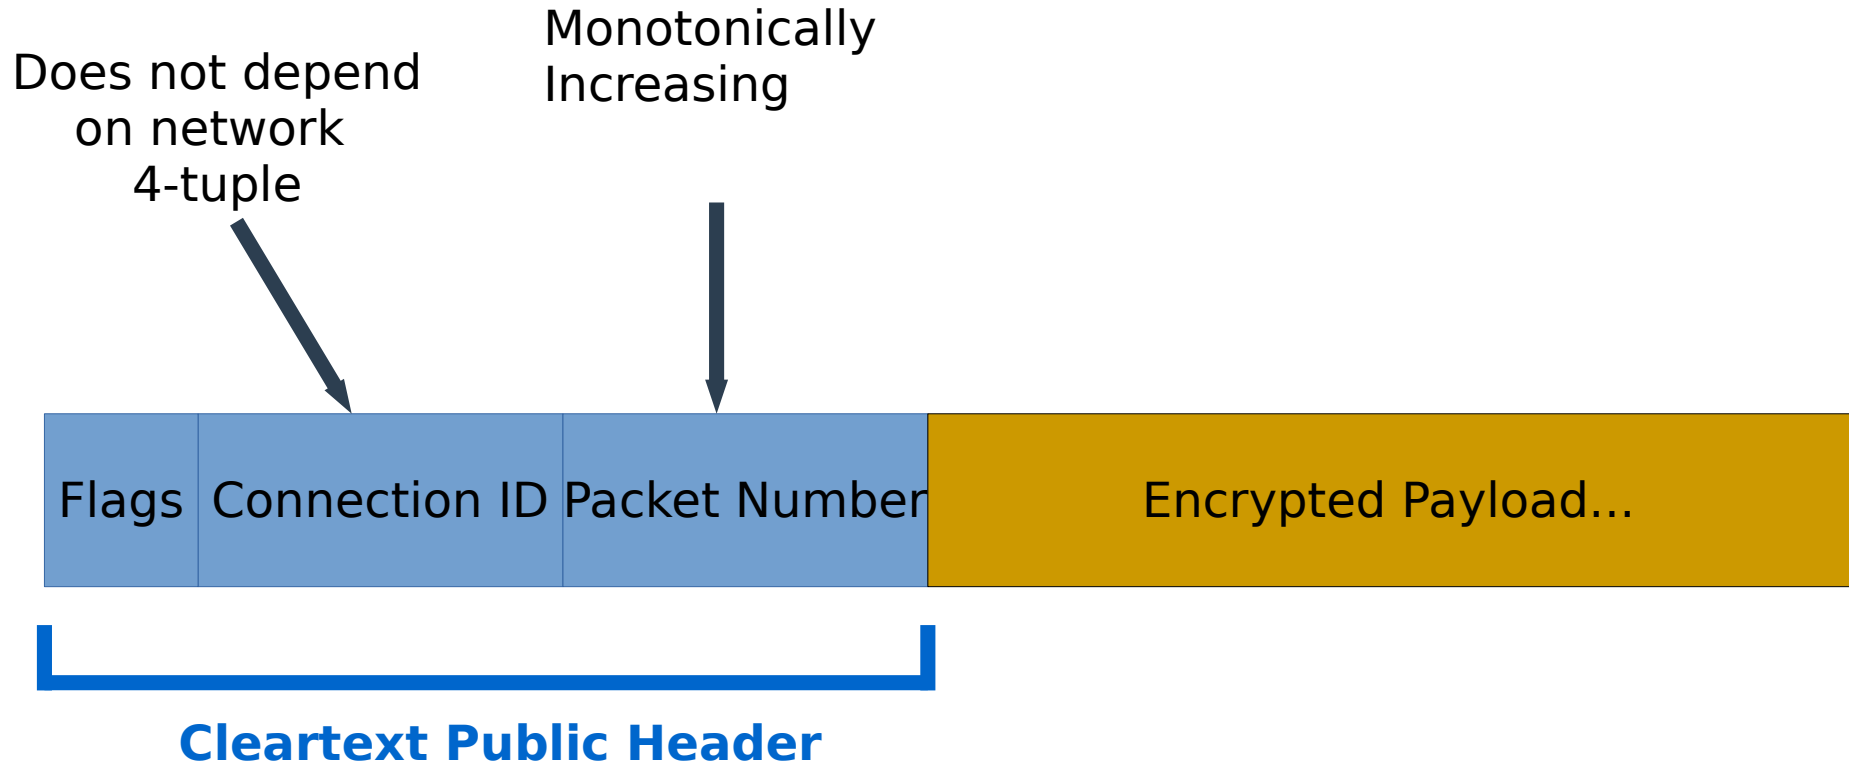 Does not depend
on network
4-tuple
Monotonically
Increasing
Flags
Connection ID
Packet Number
Encrypted Payload...
Cleartext Public Header